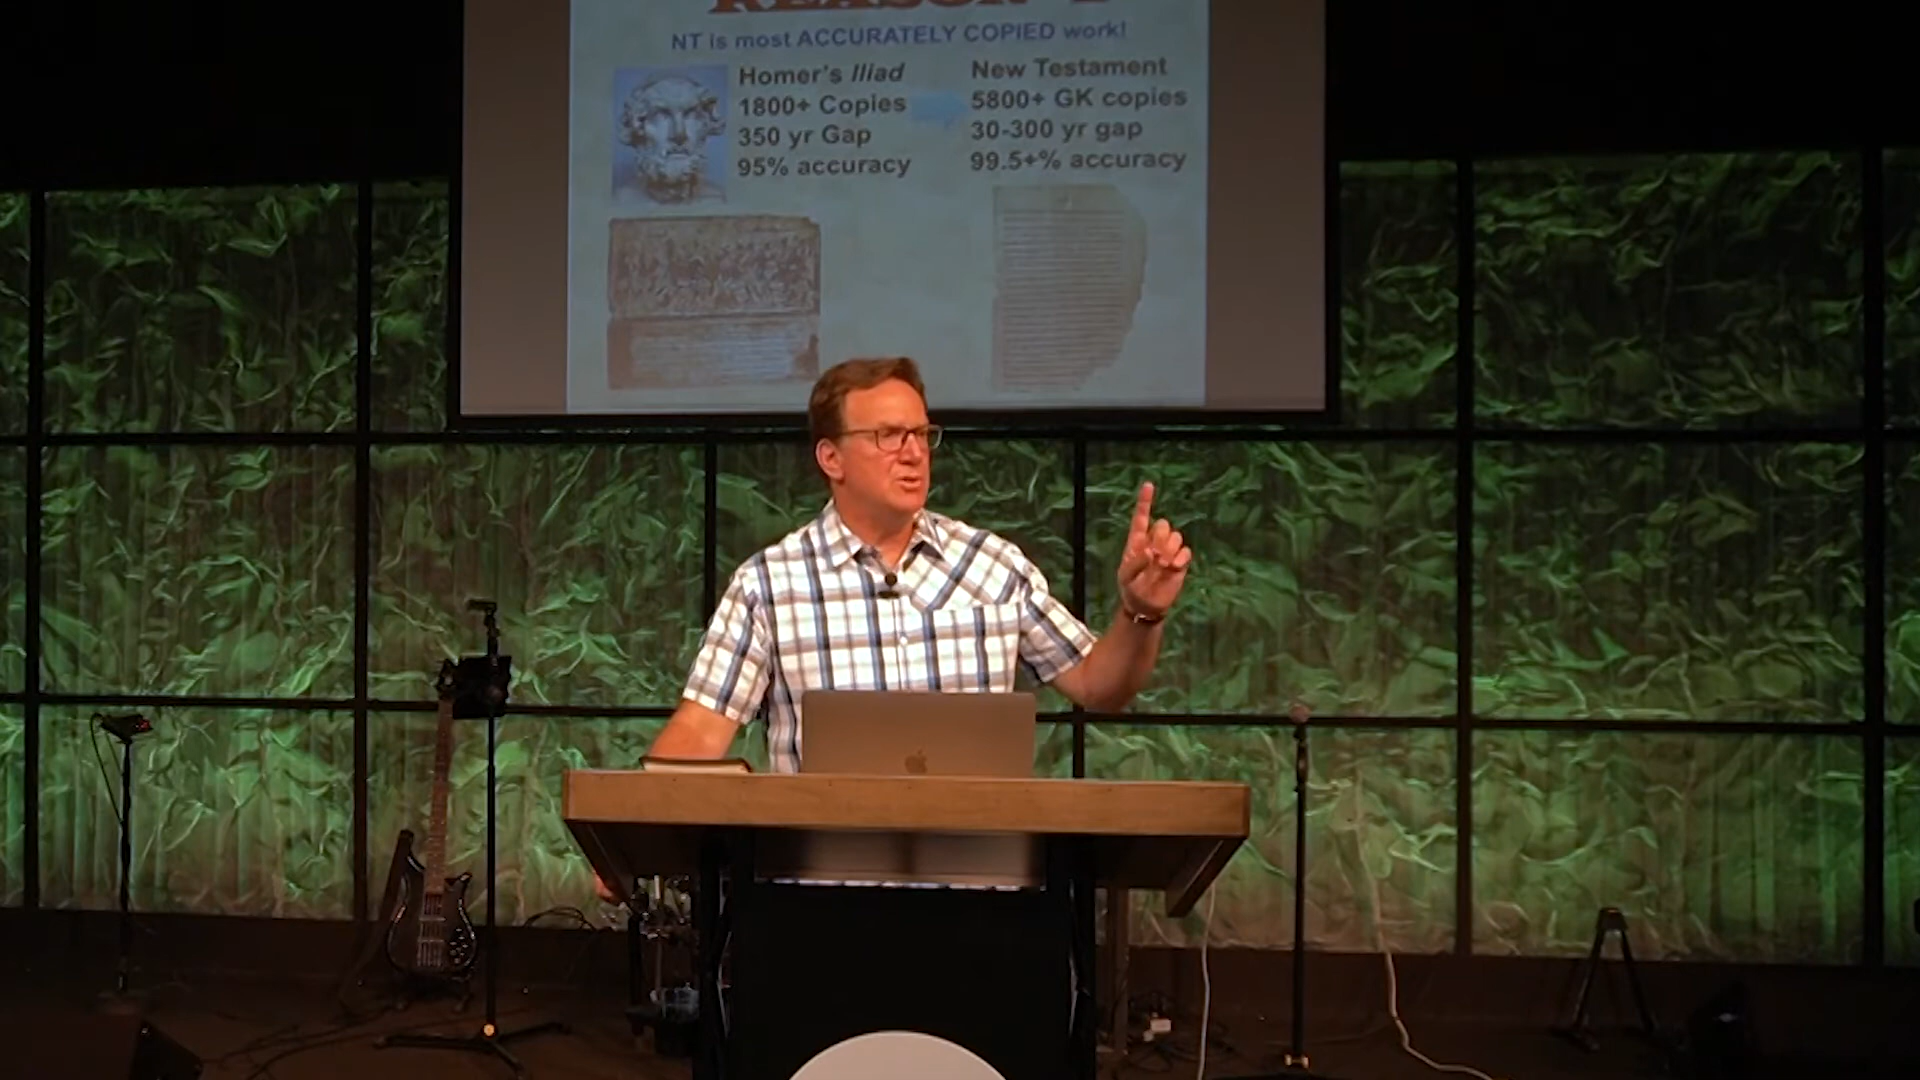 REASON
NT is most ACCURATELY COPIED work!
Homer's Iliad
1800+ Copies
350 yr Gap
95% accuracy
New Testament
5800+ GK copies
30-300 yr gap
99.5+% accuracy